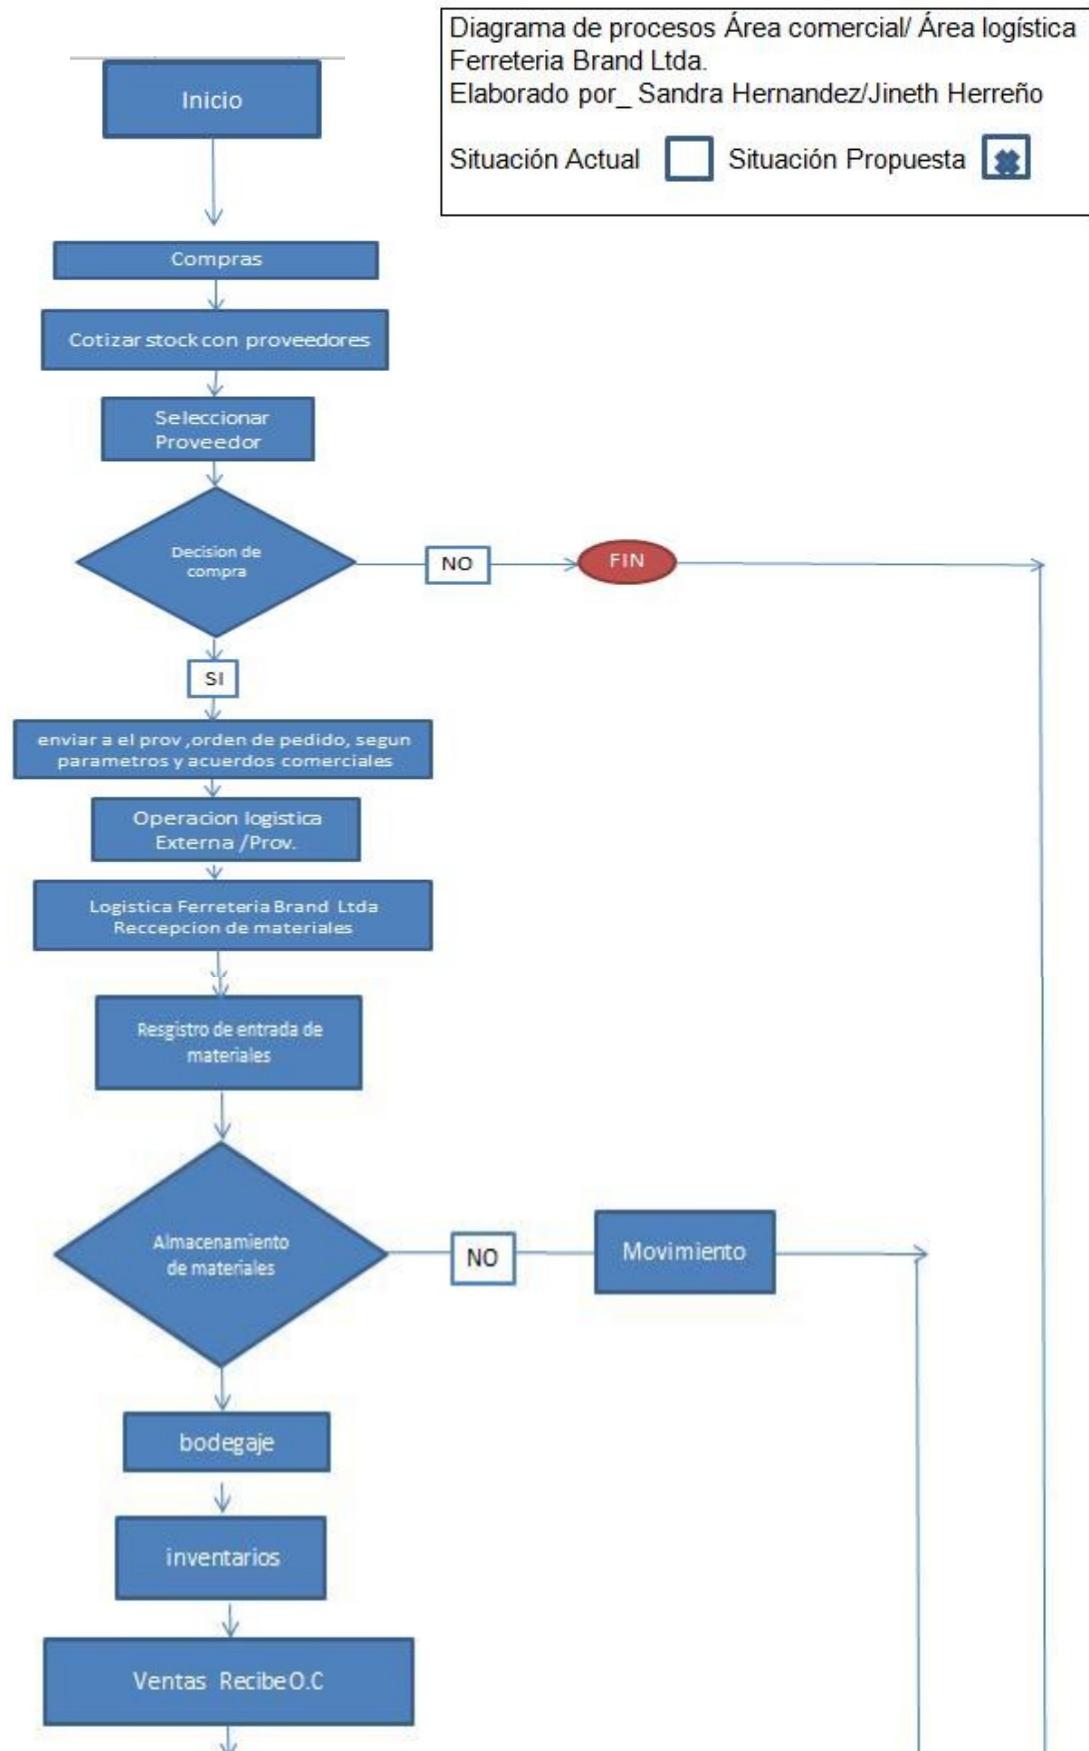 Diagrama de procesos Área comercial/ Área logística
Ferreteria Brand Ltda.
Elaborado por_ Sandra Hernandez/Jineth Herreño
Situación Actual Situación Propuesta
Inicio
Compras
Cotizar stock con proveedores
Seleccionar
Proveedor
Decision de
compra
NO
FIN
SI
enviar a el prov ,orden de pedido, segun
parametros y acuerdos comerciales
Operacion logistica
Externa /Prov.
Logistica Ferreteria Brand Ltda
Reccepcion de materiales
Resgistro de entrada de
materiales
Almacenamiento
de materiales
NO
Movimiento
bodegaje
inventarios
Ventas Recibe O.C